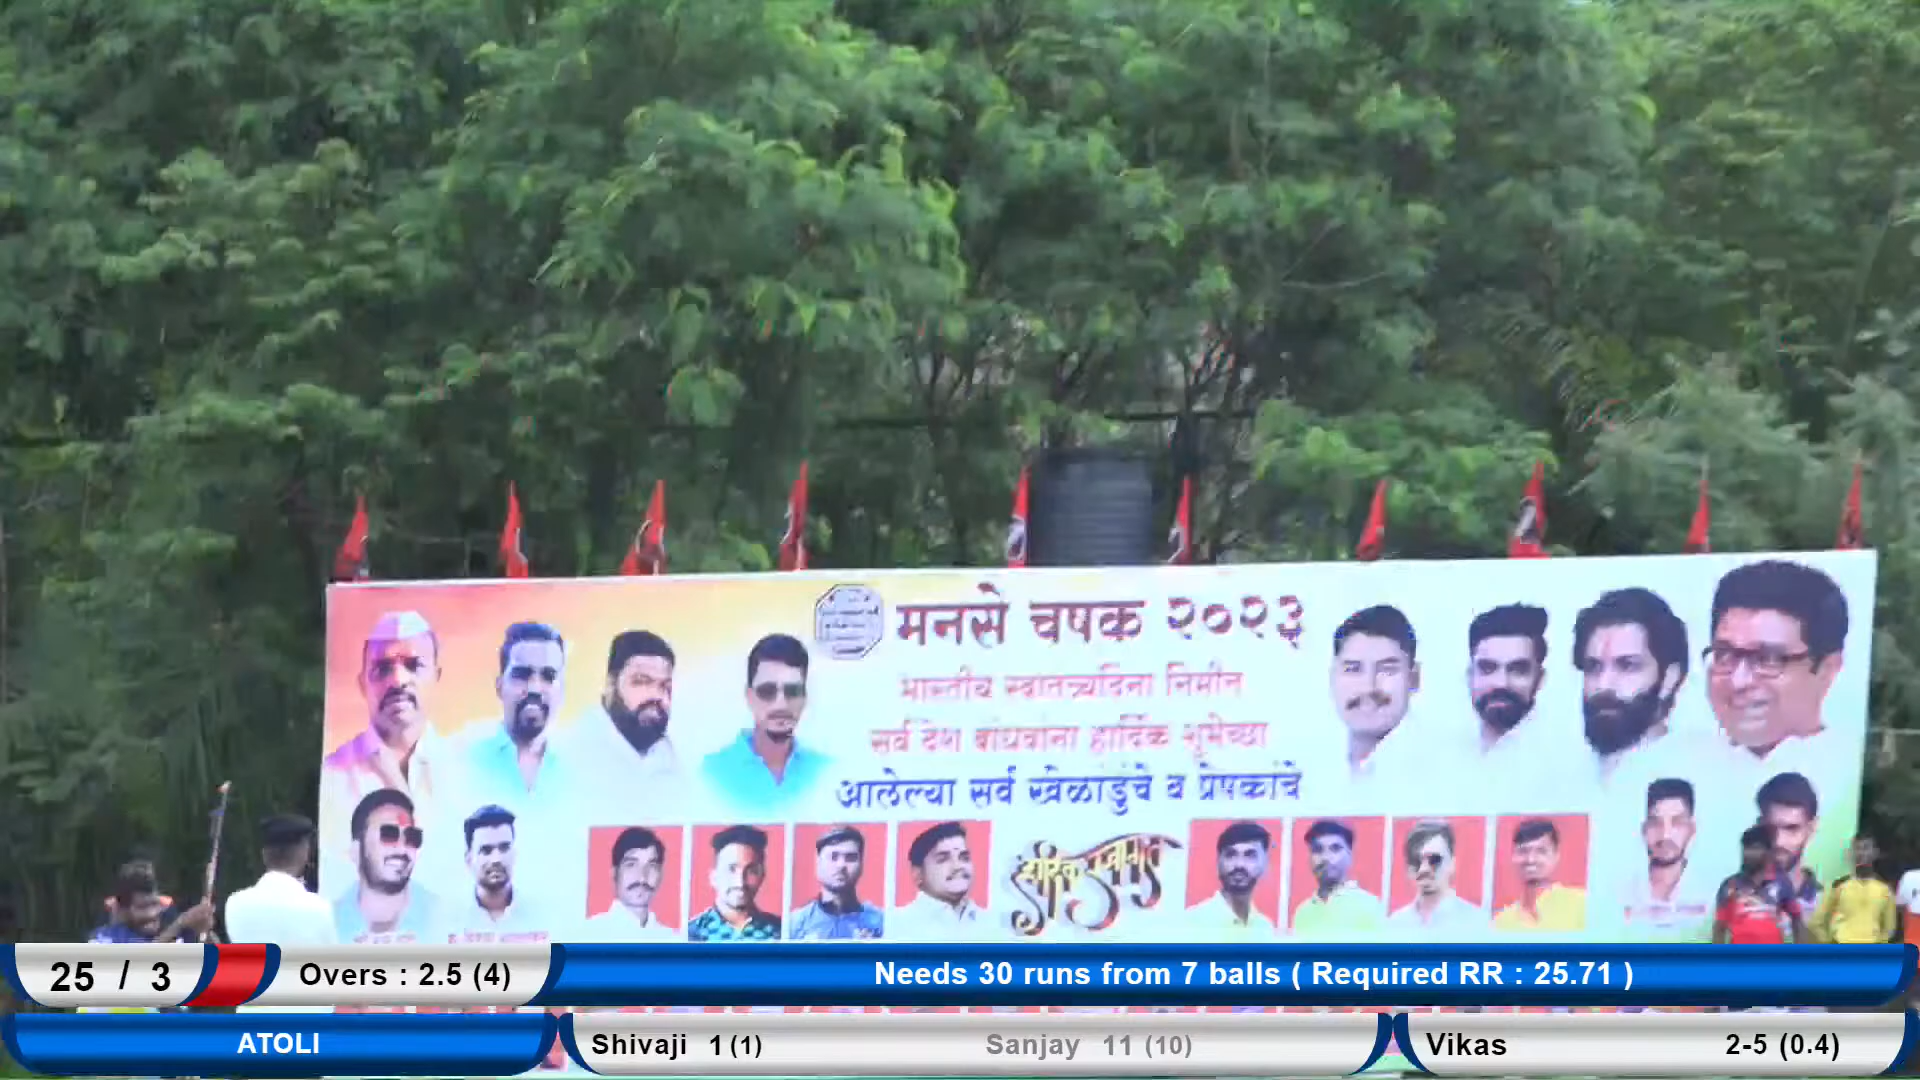 मनसे चषक २०२३
भारतीय स्वातंत्र्यदिना निमीत
सर्व देश बांधवांना हार्दिक शुभेच्छा
आलेल्या सर्व खेळाडुंचे व प्रेषकांचे
हार्दिक स्वागत
25 / 3
Overs : 2.5 (4)
Needs 30 runs from 7 balls ( Required RR : 25.71 )
ATOLI
Shivaji 1 (1)
Sanjay 11 (10)
Vikas 2-5 (0.4)